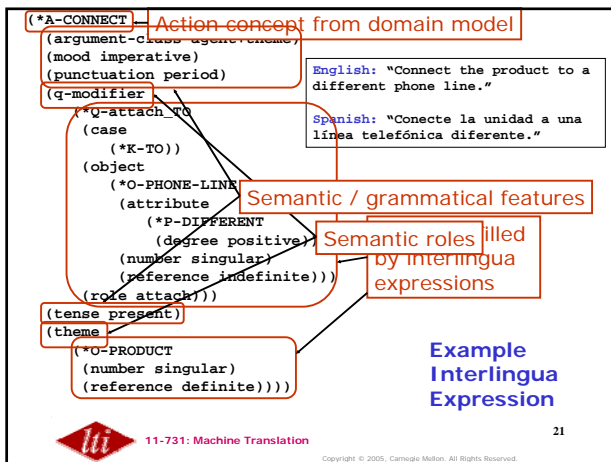 (*A-CONNECT
Action concept from domain model
(argument-class agent+theme)
(mood imperative)
(punctuation period)
(q-modifier
(*Q-attach_TO
(case
(*K-TO))
(object
(*O-PHONE-LINE
(attribute
(*P-DIFFERENT
(degree positive))
(number singular)
(reference indefinite)))
(role attach)))
(tense present)
(theme
(*O-PRODUCT
(number singular)
(reference definite))))
English: “Connect the product to a
different phone line.”
Spanish: “Conecte la unidad a una
línea telefónica diferente.”
Semantic / grammatical features
Semantic roles
filled
by interlingua
expressions
Example
Interlingua
Expression
lti
11-731: Machine Translation
21
Copyright © 2005, Carnegie Mellon. All Rights Reserved.